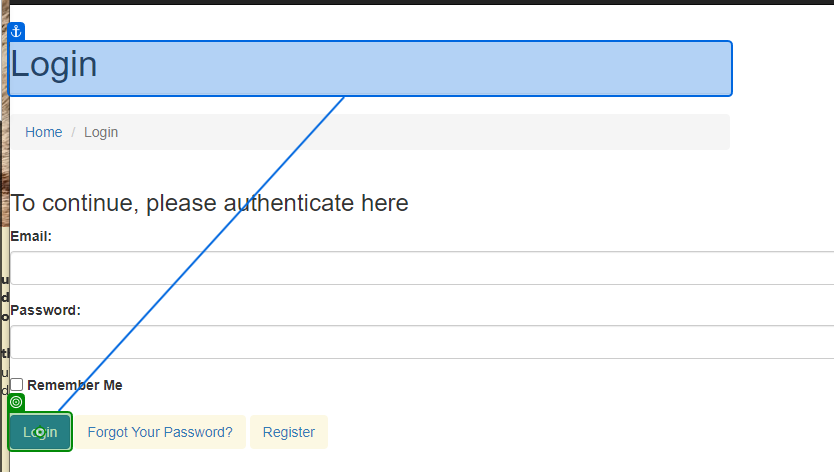 Login
Home / Login
To continue, please authenticate here
Email:
Password:
Remember Me
Login Forgot Your Password? Register